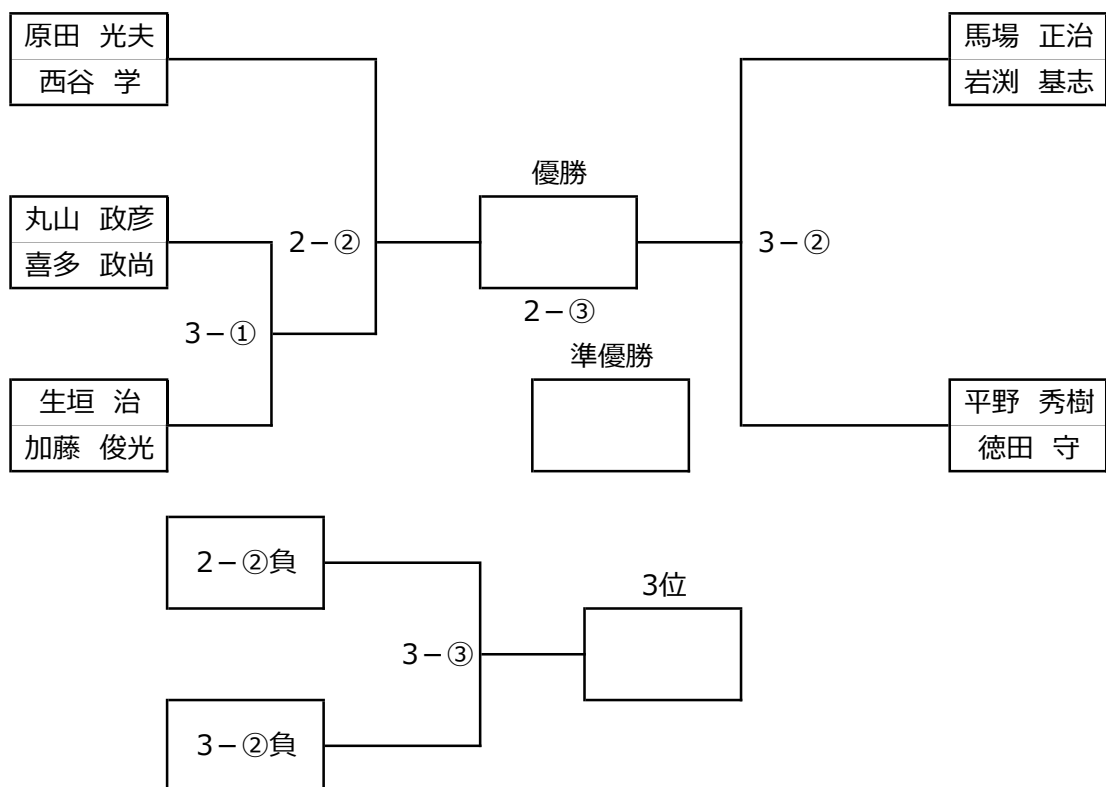 原田 光夫
西谷 学
馬場 正治
岩渕 基志
優勝
丸山 政彦
喜多 政尚
2−②
3−②
2−③
3−①
準優勝
生垣 治
加藤 俊光
平野 秀樹
徳田 守
2−②負
3位
3−③
3−②負